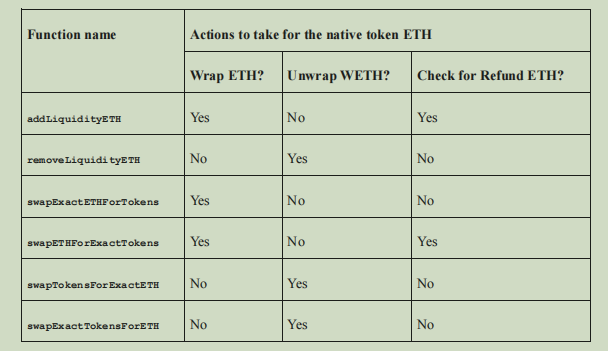 Function name Actions to take for the native token ETH
Wrap ETH? Unwrap WETH? Check for Refund ETH?
addLiquidityETH Yes No Yes
removeLiquidityETH No Yes No
swapExactETHForTokens Yes No No
swapETHForExactTokens Yes No Yes
swapTokensForExactETH No Yes No
swapExactTokensForETH No Yes No